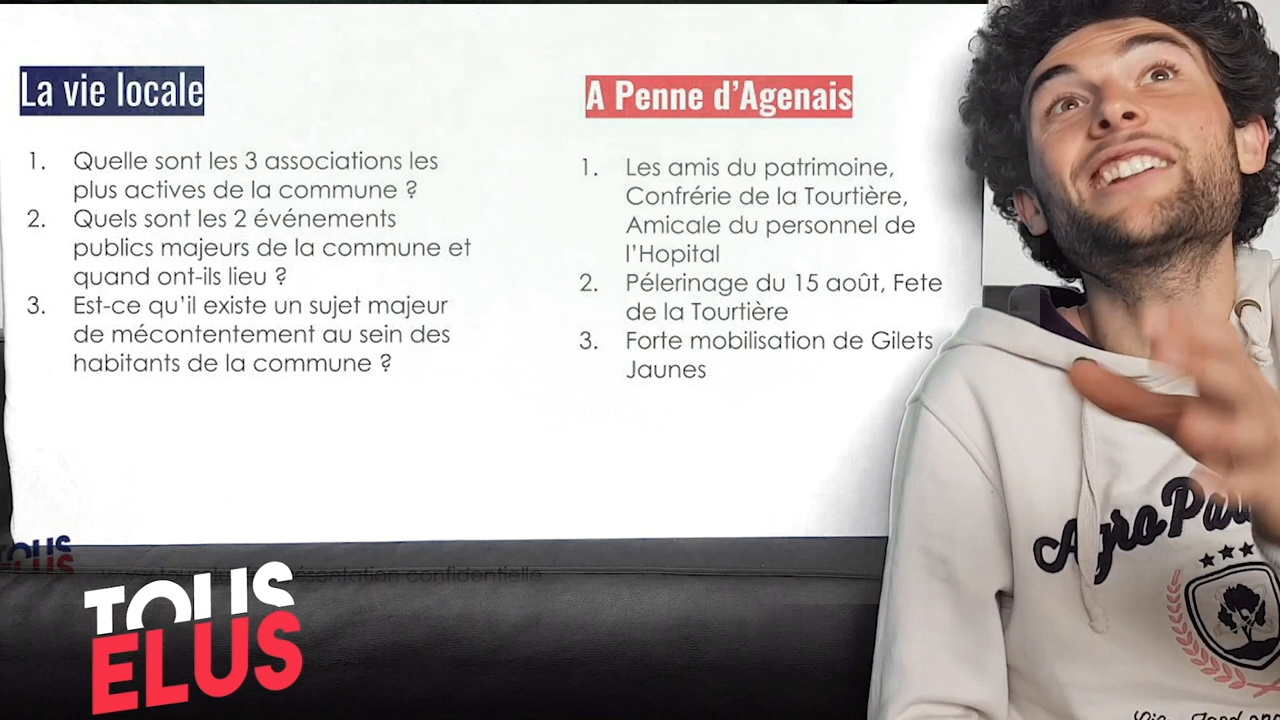 La vie locale
1. Quelle sont les 3 associations les
plus actives de la commune ?
2. Quels sont les 2 événements
publics majeurs de la commune et
quand ont-ils lieu ?
3. Est-ce qu'il existe un sujet majeur
de mécontentement au sein des
habitants de la commune ?
A Penne d'Agenais
1. Les amis du patrimoine,
Confrérie de la Tourtière,
Amicale du personnel de
l'Hopital
2. Pélerinage du 15 août, Fete
de la Tourtière
3. Forte mobilisation de Gilets
Jaunes
confidentielle
TOUS
ELUS
Agro